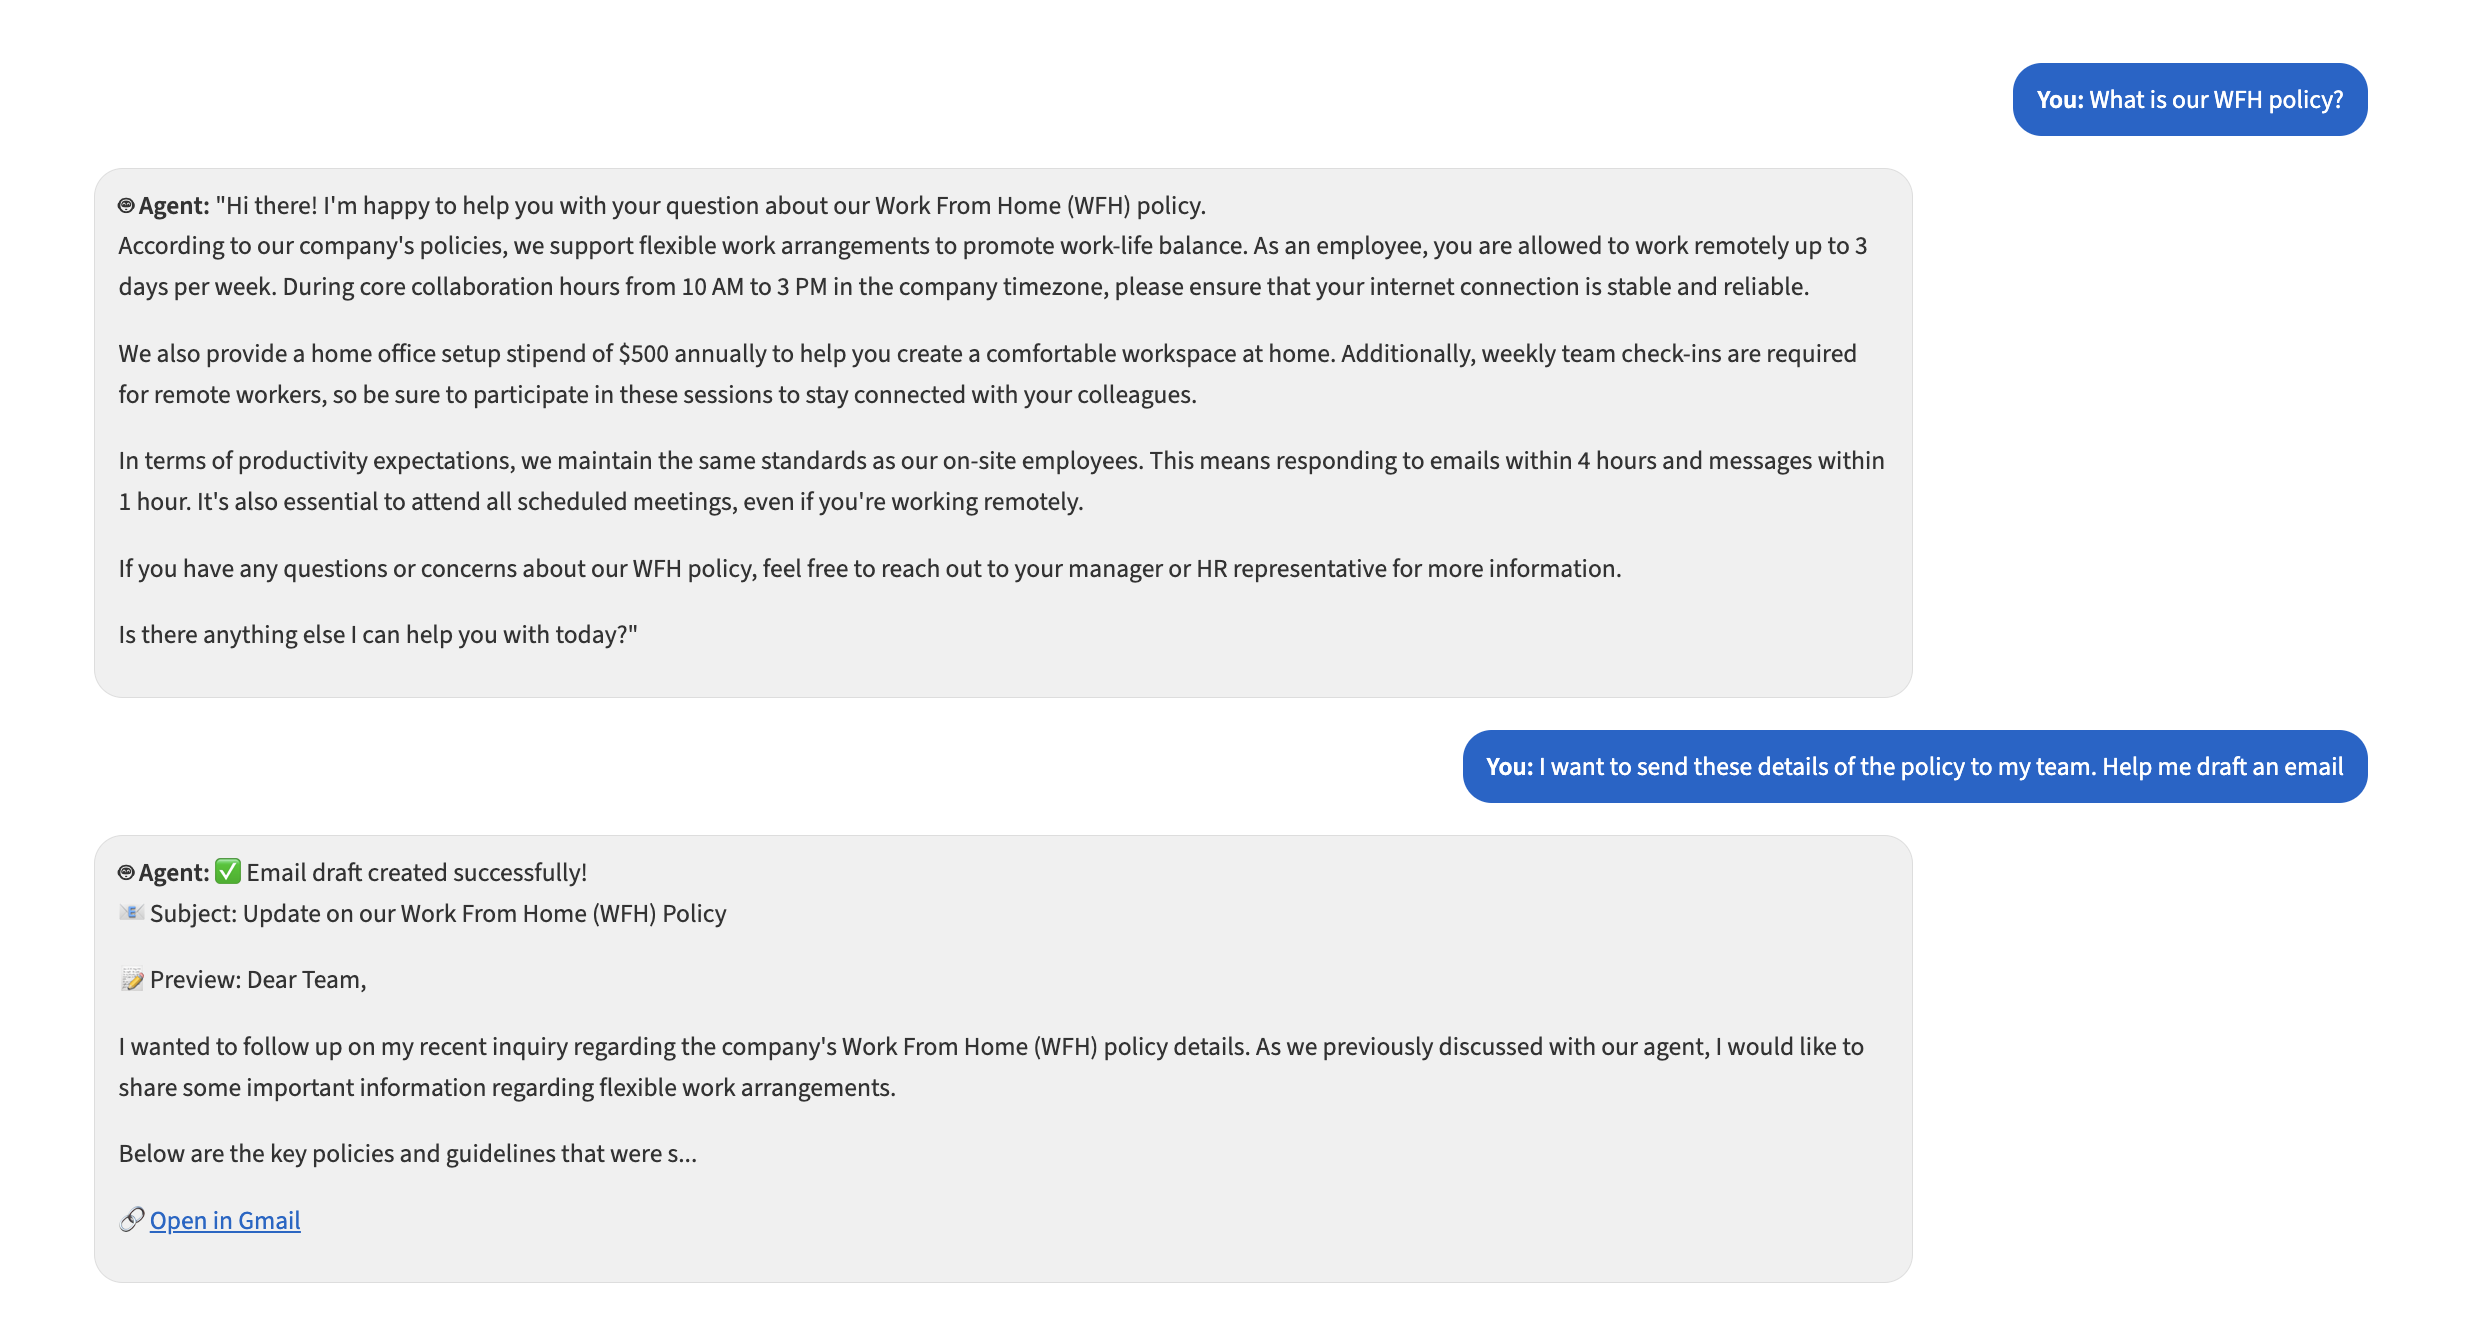 You: What is our WFH policy?
Agent: "Hi there! I'm happy to help you with your question about our Work From Home (WFH) policy.
According to our company's policies, we support flexible work arrangements to promote work-life balance. As an employee, you are allowed to work remotely up to 3
days per week. During core collaboration hours from 10 AM to 3 PM in the company timezone, please ensure that your internet connection is stable and reliable.
We also provide a home office setup stipend of $500 annually to help you create a comfortable workspace at home. Additionally, weekly team check-ins are required
for remote workers, so be sure to participate in these sessions to stay connected with your colleagues.
In terms of productivity expectations, we maintain the same standards as our on-site employees. This means responding to emails within 4 hours and messages within
1 hour. It's also essential to attend all scheduled meetings, even if you're working remotely.
If you have any questions or concerns about our WFH policy, feel free to reach out to your manager or HR representative for more information.
Is there anything else I can help you with today?"
You: I want to send these details of the policy to my team. Help me draft an email
Agent: ✅ Email draft created successfully!
📧 Subject: Update on our Work From Home (WFH) Policy
📝 Preview: Dear Team,
I wanted to follow up on my recent inquiry regarding the company's Work From Home (WFH) policy details. As we previously discussed with our agent, I would like to
share some important information regarding flexible work arrangements.
Below are the key policies and guidelines that were s...
🔗 Open in Gmail